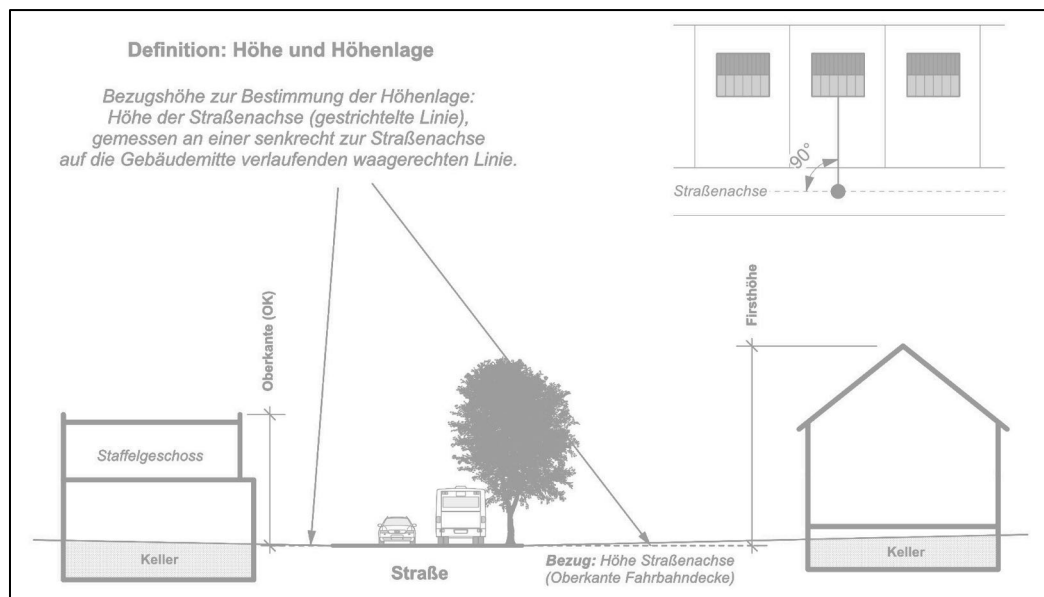 Definition: Höhe und Höhenlage
Bezugshöhe zur Bestimmung der Höhenlage:
Höhe der Straßenachse (gestrichtelte Linie),
gemessen an einer senkrecht zur Straßenachse
auf die Gebäudemitte verlaufenden waagerechten Linie.
90°
Straßenachse
Oberkante (OK)
Firsthöhe
Staffelgeschoss
Keller
Straße
Bezug: Höhe Straßenachse
(Oberkante Fahrbahndecke)
Keller